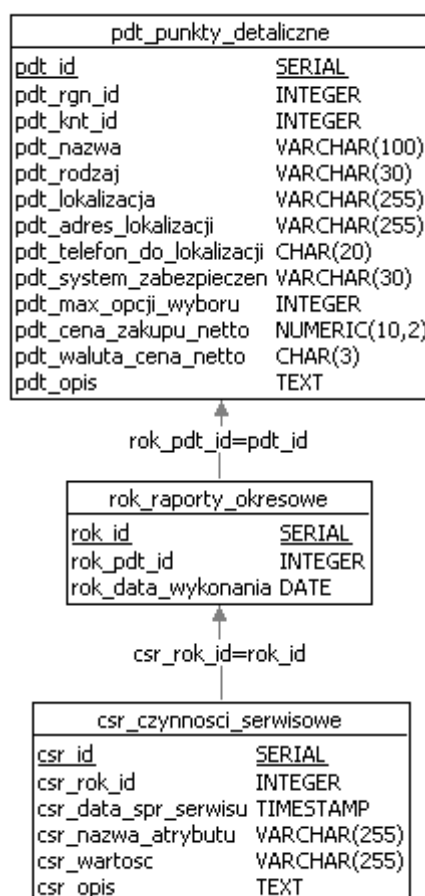 pdt_punkty_detaliczne
pdt_id SERIAL
pdt_rgn_id INTEGER
pdt_knt_id INTEGER
pdt_nazwa VARCHAR(100)
pdt_rodzaj VARCHAR(30)
pdt_lokalizacja VARCHAR(255)
pdt_adres_lokalizacji VARCHAR(255)
pdt_telefon_do_lokalizacji CHAR(20)
pdt_system_zabezpieczen VARCHAR(30)
pdt_max_opcji_wyboru INTEGER
pdt_cena_zakupu_netto NUMERIC(10,2)
pdt_waluta_cena_netto CHAR(3)
pdt_opis TEXT
rok_pdt_id=pdt_id
rok_raporty_okresowe
rok_id SERIAL
rok_pdt_id INTEGER
rok_data_wykonania DATE
csr_rok_id=rok_id
csr_czynnosci_serwisowe
csr_id SERIAL
csr_rok_id INTEGER
csr_data_spr_serwisu TIMESTAMP
csr_nazwa_atrybutu VARCHAR(255)
csr_wartosc VARCHAR(255)
csr_opis TEXT